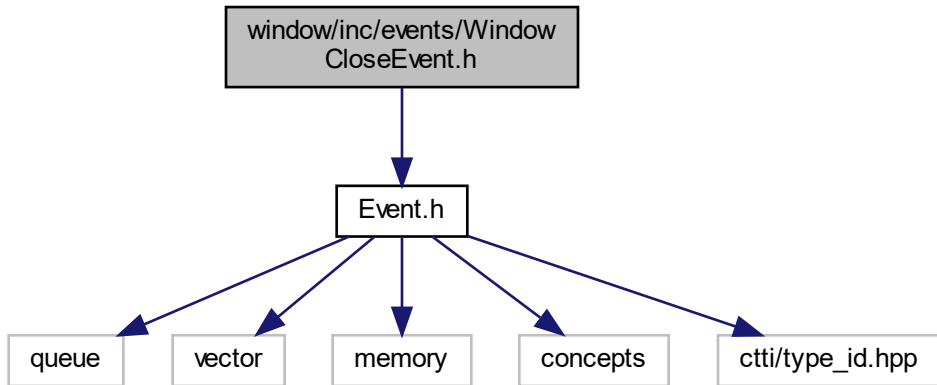 window/inc/events/Window
CloseEvent.h
Event.h
queue
vector
memory
concepts
ctti/type_id.hpp